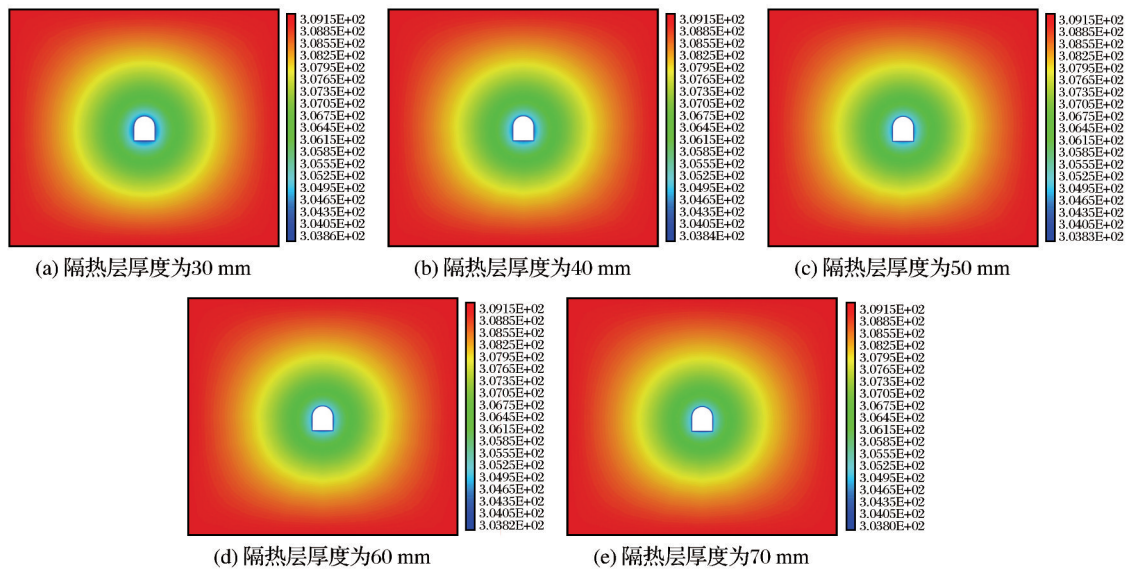 3.0915E+02
3.0885E+02
3.0855E+02
3.0825E+02
3.0795E+02
3.0765E+02
3.0735E+02
3.0705E+02
3.0675E+02
3.0645E+02
3.0615E+02
3.0585E+02
3.0555E+02
3.0525E+02
3.0495E+02
3.0465E+02
3.0435E+02
3.0405E+02
3.0386E+02
(a) 隔热层厚度为30 mm
3.0915E+02
3.0885E+02
3.0855E+02
3.0825E+02
3.0795E+02
3.0765E+02
3.0735E+02
3.0705E+02
3.0675E+02
3.0645E+02
3.0615E+02
3.0585E+02
3.0555E+02
3.0525E+02
3.0495E+02
3.0465E+02
3.0435E+02
3.0405E+02
3.0384E+02
(b) 隔热层厚度为40 mm
3.0915E+02
3.0885E+02
3.0855E+02
3.0825E+02
3.0795E+02
3.0765E+02
3.0735E+02
3.0705E+02
3.0675E+02
3.0645E+02
3.0615E+02
3.0585E+02
3.0555E+02
3.0525E+02
3.0495E+02
3.0465E+02
3.0435E+02
3.0405E+02
3.0383E+02
(c) 隔热层厚度为50 mm
3.0915E+02
3.0885E+02
3.0855E+02
3.0825E+02
3.0795E+02
3.0765E+02
3.0735E+02
3.0705E+02
3.0675E+02
3.0645E+02
3.0615E+02
3.0585E+02
3.0555E+02
3.0525E+02
3.0495E+02
3.0465E+02
3.0435E+02
3.0405E+02
3.0382E+02
(d) 隔热层厚度为60 mm
3.0915E+02
3.0885E+02
3.0855E+02
3.0825E+02
3.0795E+02
3.0765E+02
3.0735E+02
3.0705E+02
3.0675E+02
3.0645E+02
3.0615E+02
3.0585E+02
3.0555E+02
3.0525E+02
3.0495E+02
3.0465E+02
3.0435E+02
3.0405E+02
3.0380E+02
(e) 隔热层厚度为70 mm